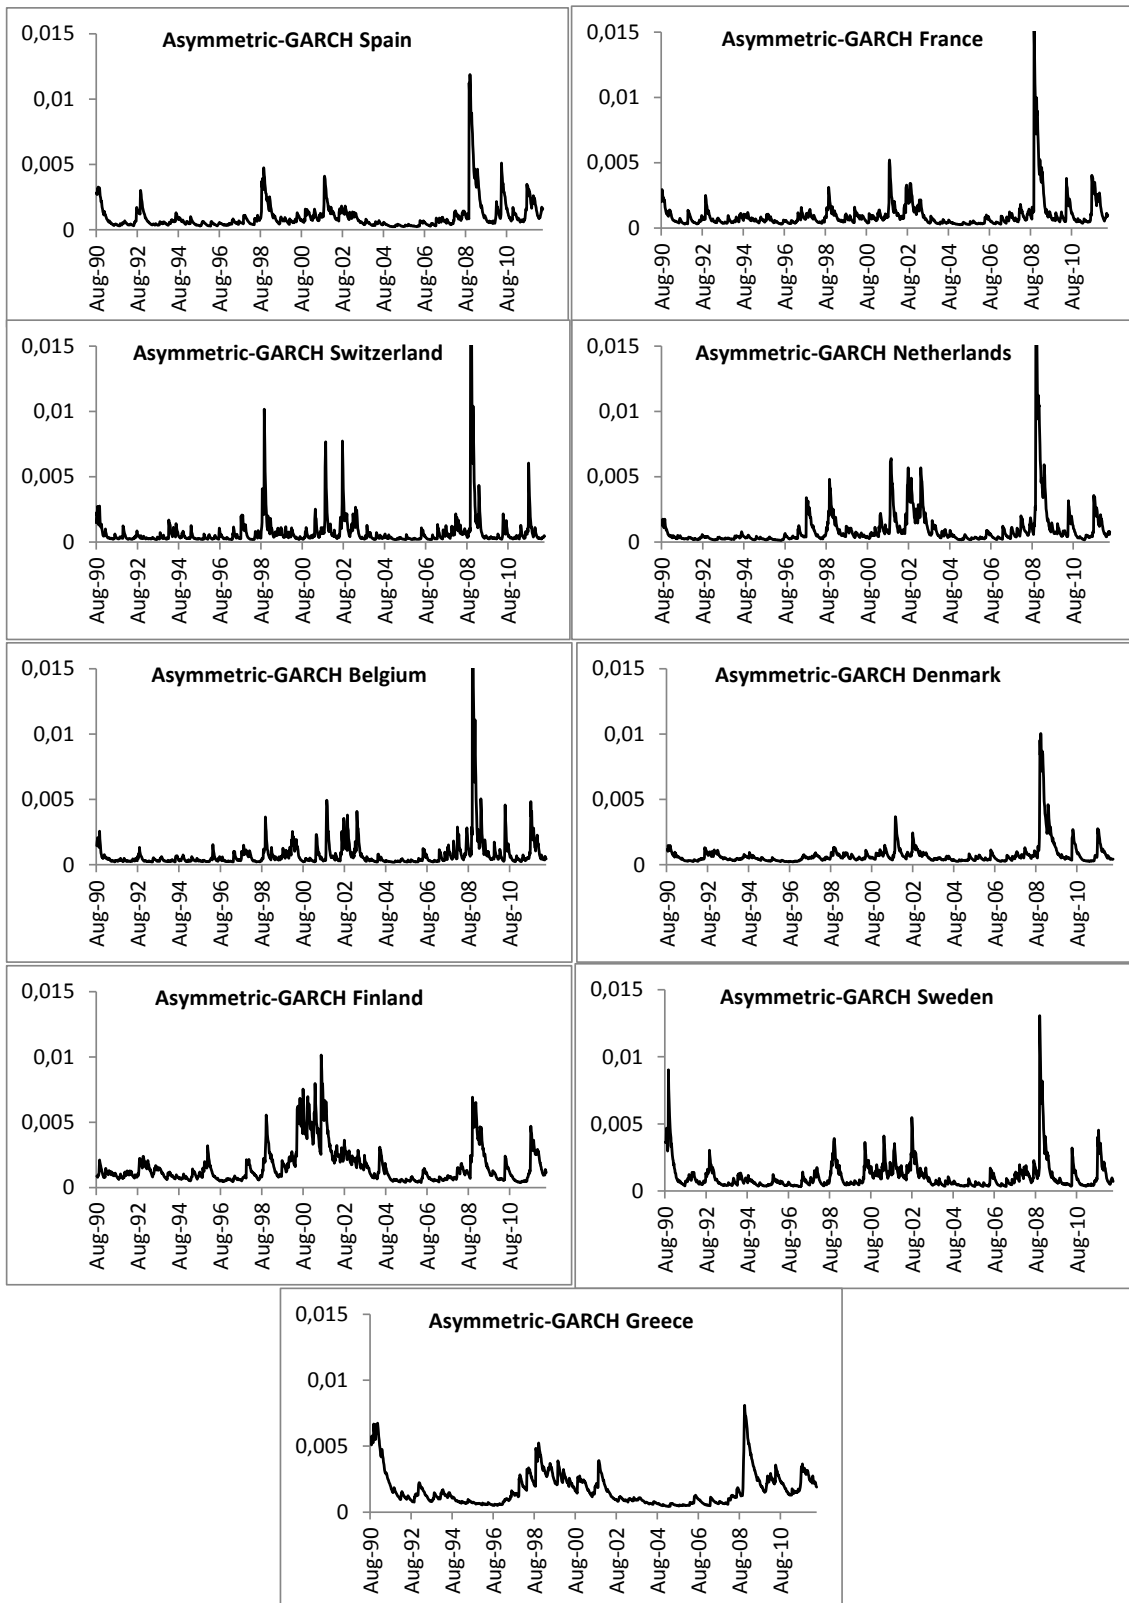 Asymmetric-GARCH Spain
0,015
0,01
0,005
0
Aug-90
Aug-92
Aug-94
Aug-96
Aug-98
Aug-00
Aug-02
Aug-04
Aug-06
Aug-08
Aug-10
Asymmetric-GARCH France
0,015
0,01
0,005
0
Aug-90
Aug-92
Aug-94
Aug-96
Aug-98
Aug-00
Aug-02
Aug-04
Aug-06
Aug-08
Aug-10
Asymmetric-GARCH Switzerland
0,015
0,01
0,005
0
Aug-90
Aug-92
Aug-94
Aug-96
Aug-98
Aug-00
Aug-02
Aug-04
Aug-06
Aug-08
Aug-10
Asymmetric-GARCH Netherlands
0,015
0,01
0,005
0
Aug-90
Aug-92
Aug-94
Aug-96
Aug-98
Aug-00
Aug-02
Aug-04
Aug-06
Aug-08
Aug-10
Asymmetric-GARCH Belgium
0,015
0,01
0,005
0
Aug-90
Aug-92
Aug-94
Aug-96
Aug-98
Aug-00
Aug-02
Aug-04
Aug-06
Aug-08
Aug-10
Asymmetric-GARCH Denmark
0,015
0,01
0,005
0
Aug-90
Aug-92
Aug-94
Aug-96
Aug-98
Aug-00
Aug-02
Aug-04
Aug-06
Aug-08
Aug-10
Asymmetric-GARCH Finland
0,015
0,01
0,005
0
Aug-90
Aug-92
Aug-94
Aug-96
Aug-98
Aug-00
Aug-02
Aug-04
Aug-06
Aug-08
Aug-10
Asymmetric-GARCH Sweden
0,015
0,01
0,005
0
Aug-90
Aug-92
Aug-94
Aug-96
Aug-98
Aug-00
Aug-02
Aug-04
Aug-06
Aug-08
Aug-10
Asymmetric-GARCH Greece
0,015
0,01
0,005
0
Aug-90
Aug-92
Aug-94
Aug-96
Aug-98
Aug-00
Aug-02
Aug-04
Aug-06
Aug-08
Aug-10